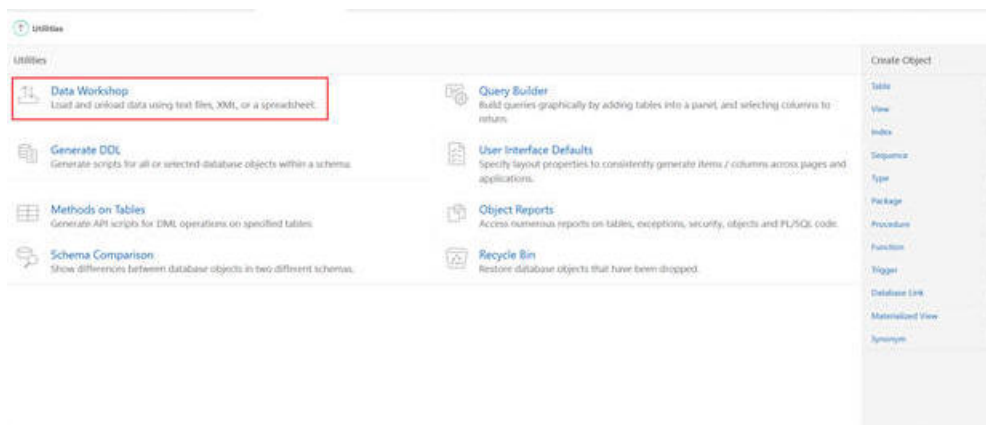 Utilities
Utilities
Data Workshop
Load and unload data using text files, XML, or a spreadsheet.
Generate DDL
Generate scripts for all or selected database objects within a schema.
Methods on Tables
Generate API scripts for DML operations on specified tables.
Schema Comparison
Show differences between database objects in two different schemas.
Query Builder
Build queries graphically by adding tables into a panel, and selecting columns to
return.
User Interface Defaults
Specify layout properties to consistently generate items / columns across pages and
applications.
Object Reports
Access numerous reports on tables, exceptions, security, objects and PL/SQL code.
Recycle Bin
Restore database objects that have been dropped.
Create Object
Table
View
Index
Sequence
Type
Package
Procedure
Function
Trigger
Database Link
Materialized View
Synonym